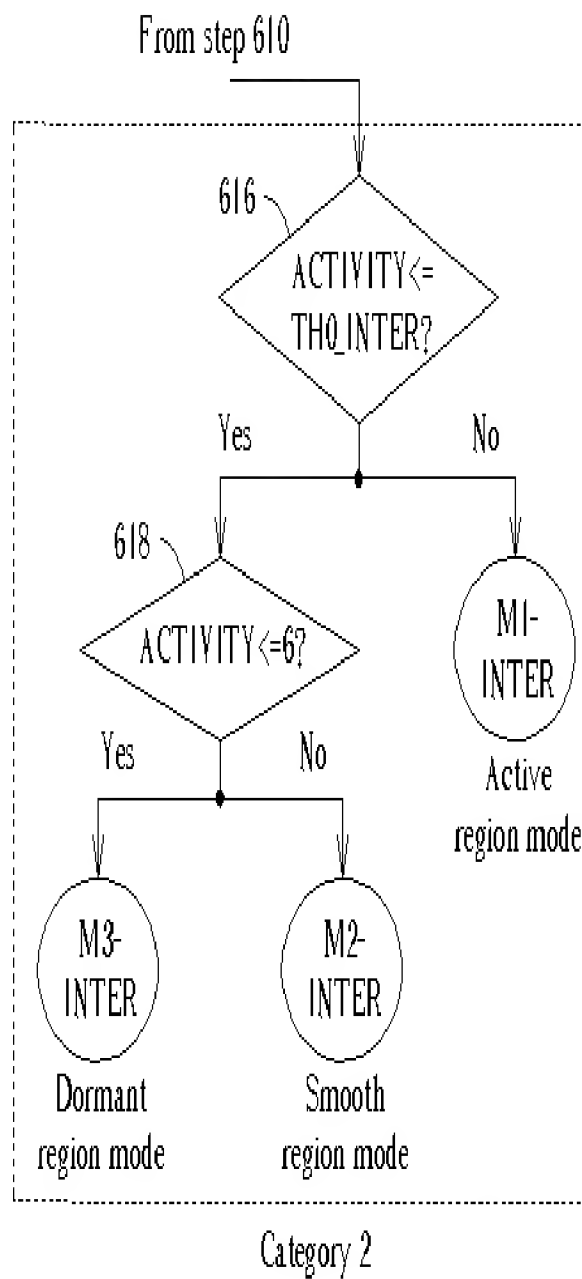 From step 610
616
ACTIVITY<=
TH0_INTER?
Yes
No
618
ACTIVITY<=6?
M1-
INTER
Yes
No
Active
region mode
M3-
INTER
M2-
INTER
Dormant
region mode
Smooth
region mode
Category 2